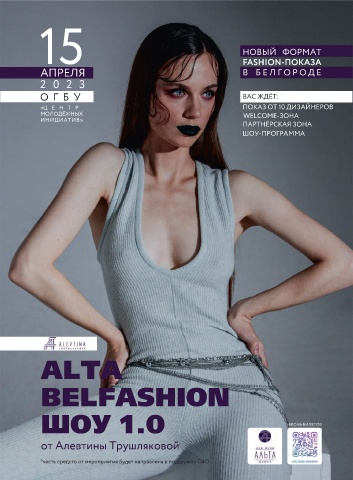 15
АПРЕЛЯ
2023
ОГБУ
«ЦЕНТР
МОЛОДЁЖНЫХ
ИНИЦИАТИВ»
НОВЫЙ ФОРМАТ
FASHION-ПОКАЗА
В БЕЛГОРОДЕ
ВАС ЖДЁТ:
ПОКАЗ ОТ 10 ДИЗАЙНЕРОВ
WELCOME-ЗОНА
ПАРТНЁРСКАЯ ЗОНА
ШОУ-ПРОГРАММА
ALEVTINA
ALTA
BELFASHION
ШОУ 1.0
от Алевтины Трушляковой
*часть средств от мероприятия будет направлена в поддержку СВО
АЛЬТА